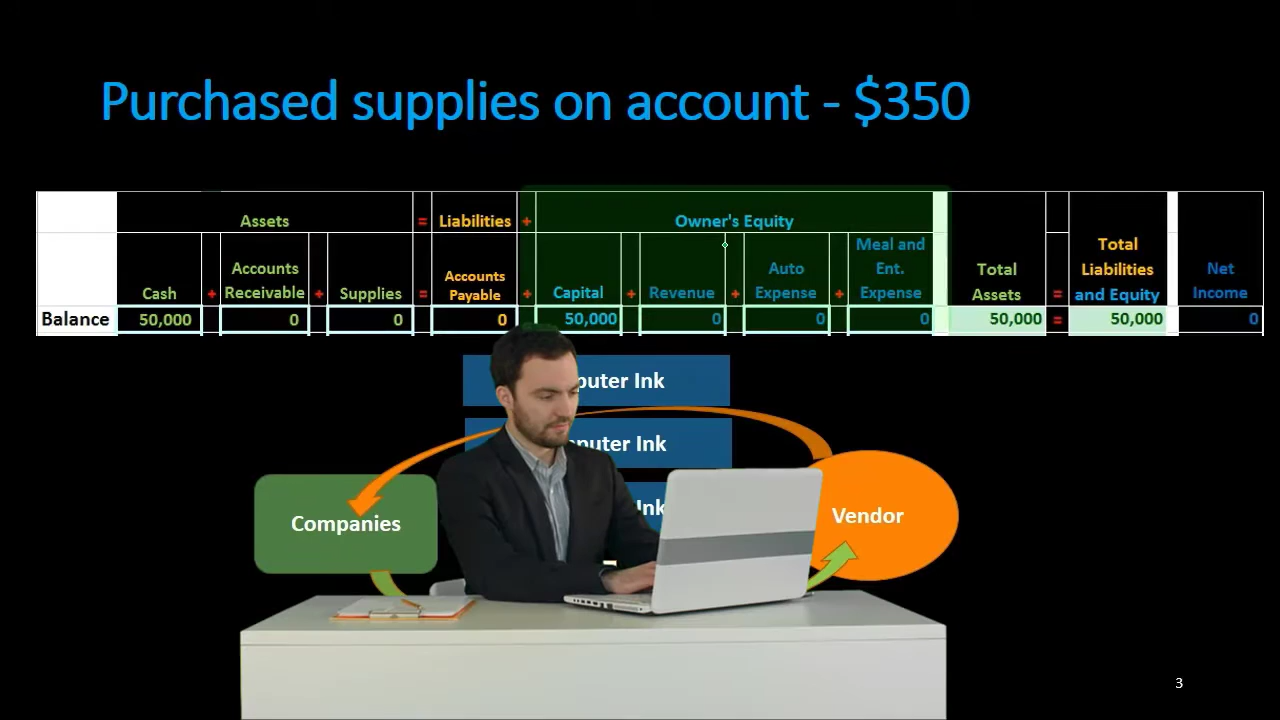 Purchased supplies on account - $350
Assets = Liabilities + Owner's Equity
Cash + Accounts Receivable + Supplies = Accounts Payable + Capital + Revenue + Auto Expense + Meal and Ent. Expense Total Assets = Total Liabilities and Equity Net Income
Balance 50,000 0 0 0 50,000 0 0 0 50,000 = 50,000 0
Ink
Ink
Ink
Companies
Vendor
3